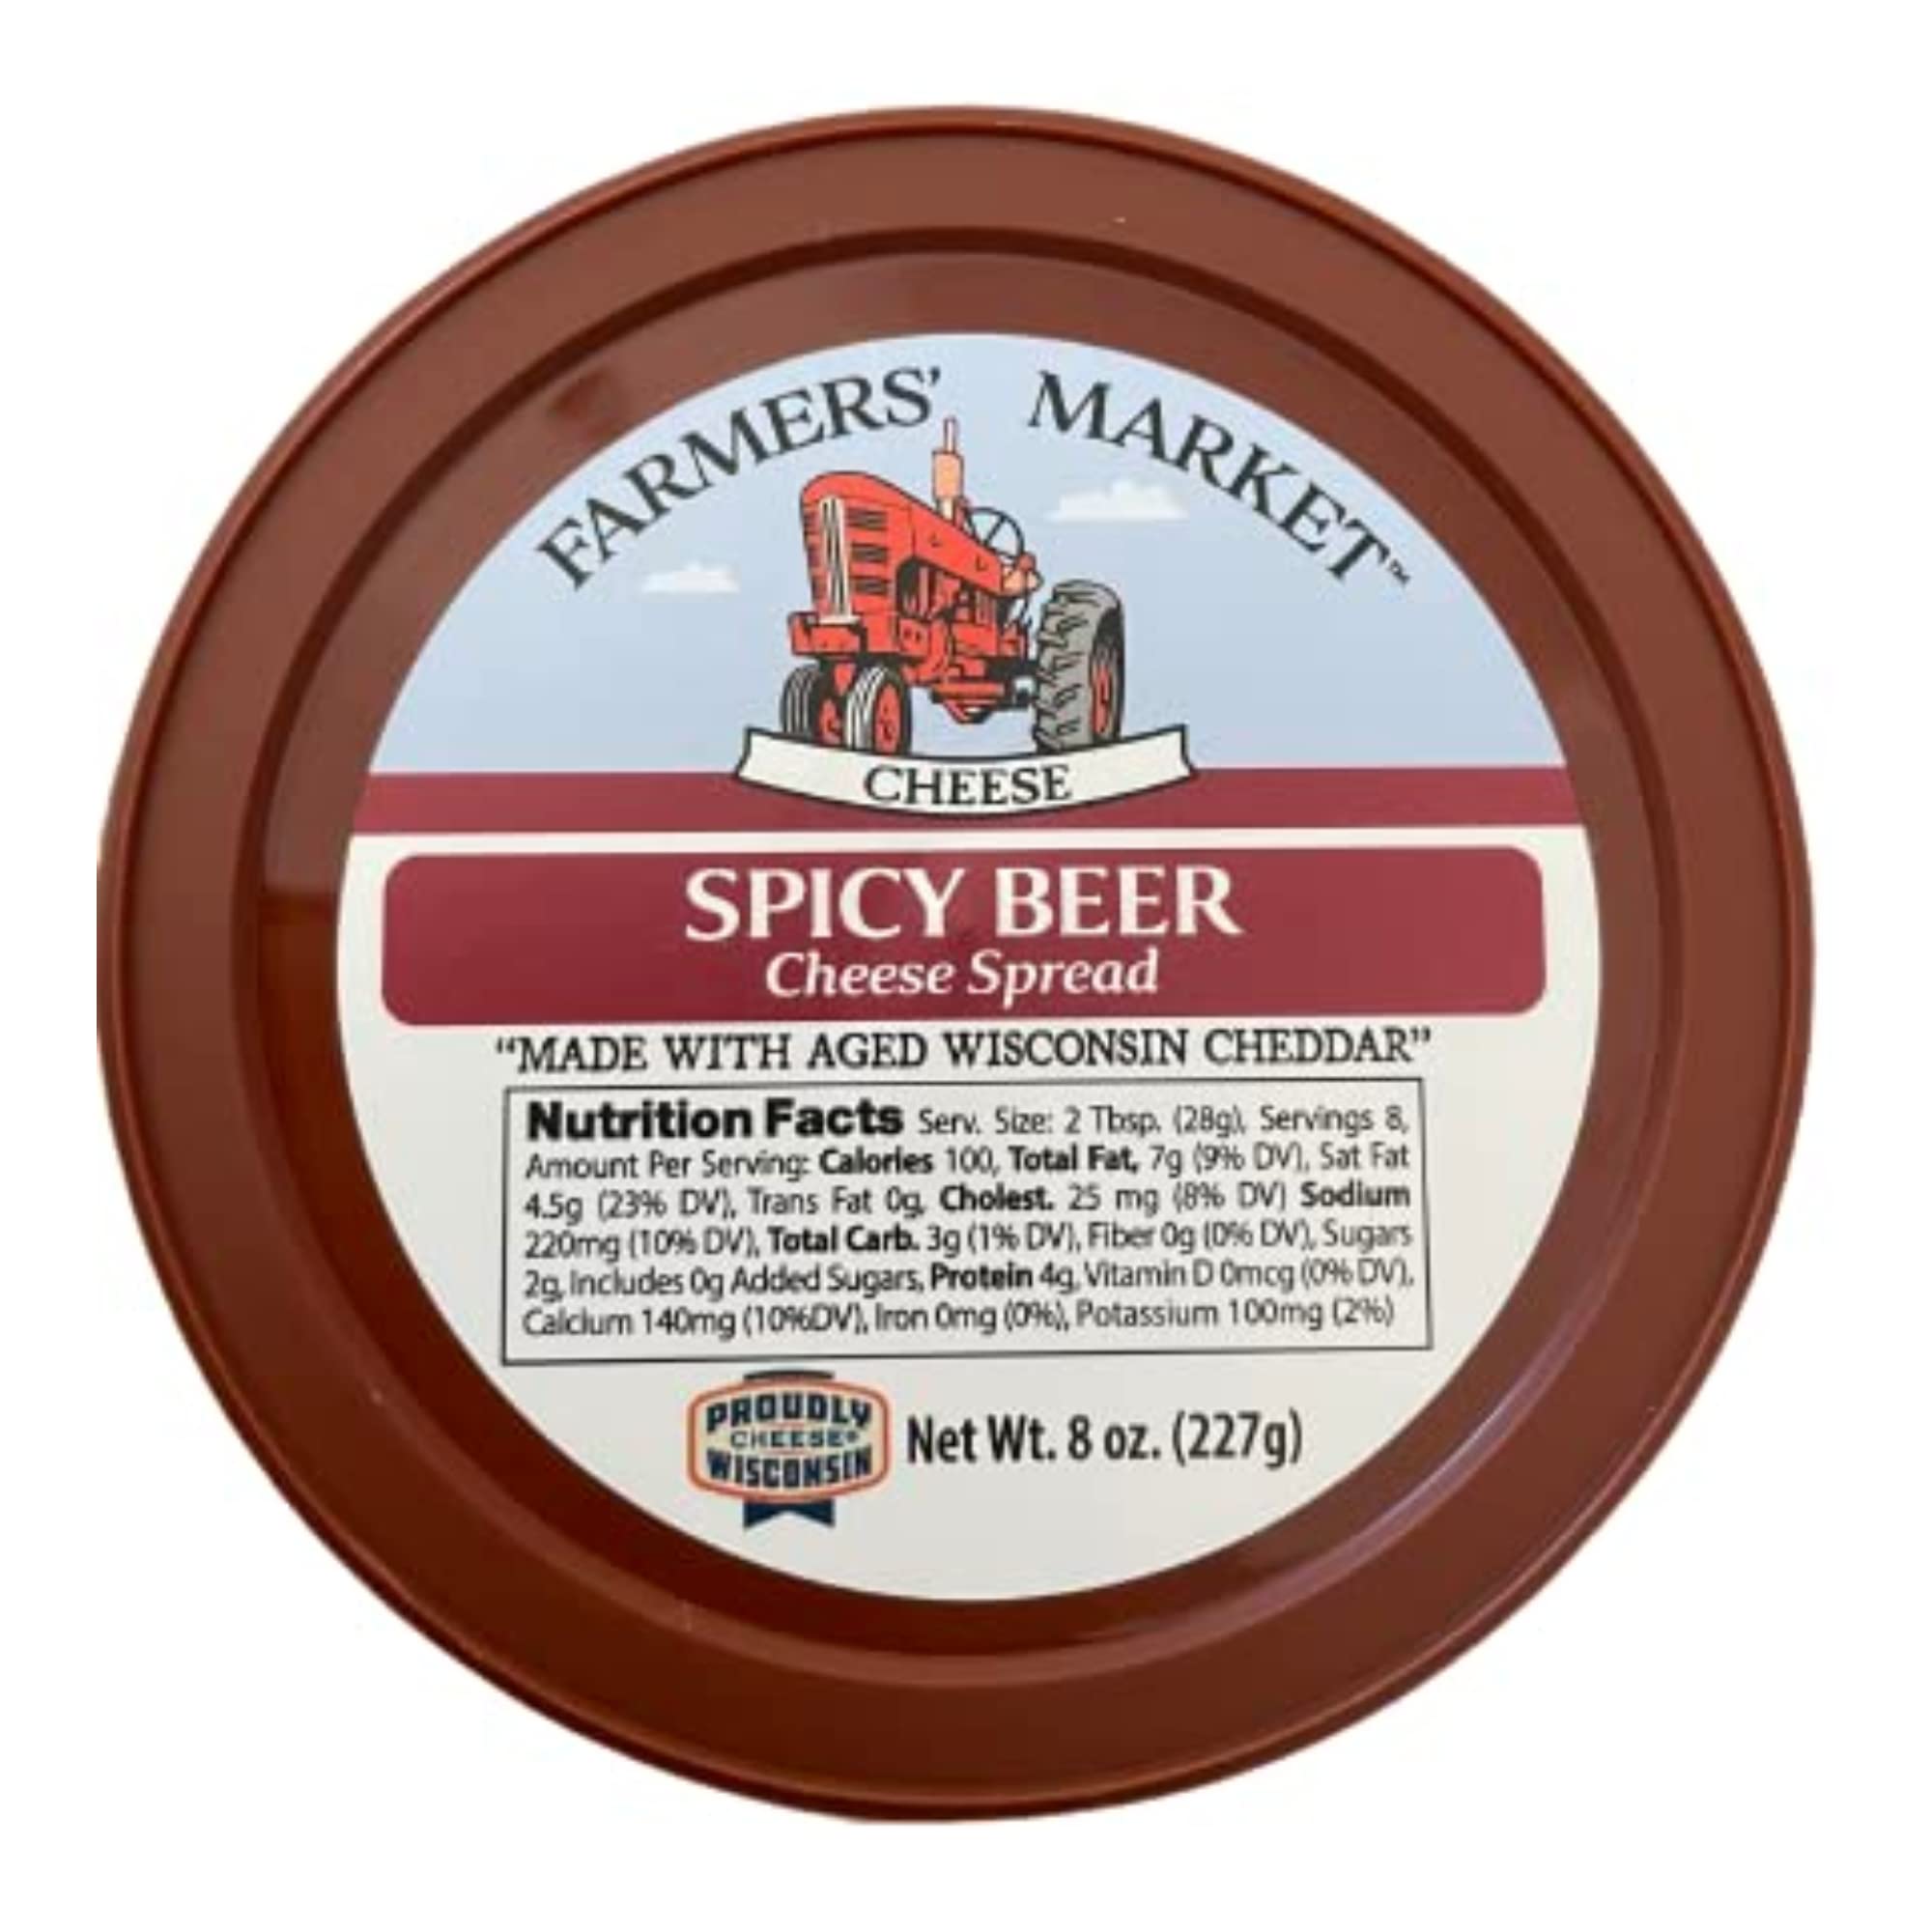 FARMERS' MARKET™
CHEESE
SPICY BEER
Cheese Spread
"MADE WITH AGED WISCONSIN CHEDDAR"
Nutrition Facts Serv. Size: 2 Tbsp. (28g), Servings 8,
Amount Per Serving: Calories 100, Total Fat, 7g (9% DV), Sat Fat
4.5g (23% DV), Trans Fat 0g, Cholest. 25 mg (8% DV) Sodium
220mg (10% DV), Total Carb. 3g (1% DV), Fiber 0g (0% DV), Sugars
2g, Includes 0g Added Sugars, Protein 4g, Vitamin D 0mcg (0% DV),
Calcium 140mg (10%DV), Iron 0mg (0%), Potassium 100mg (2%)
PROUDLY
CHEESE®
WISCONSIN
Net Wt. 8 oz. (227g)